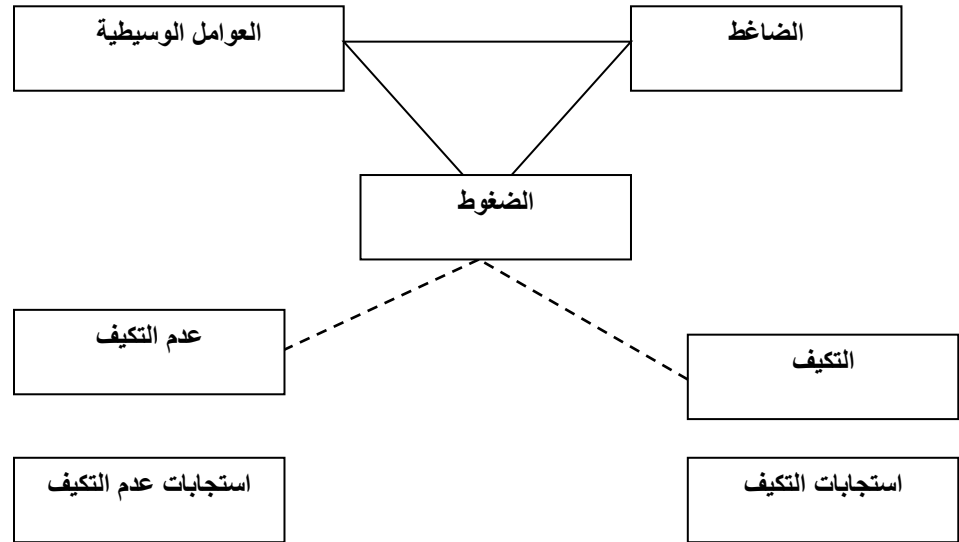 الضاغط
العوامل الوسيطية
الضغوط
التكيف
عدم التكيف
استجابات التكيف
استجابات عدم التكيف